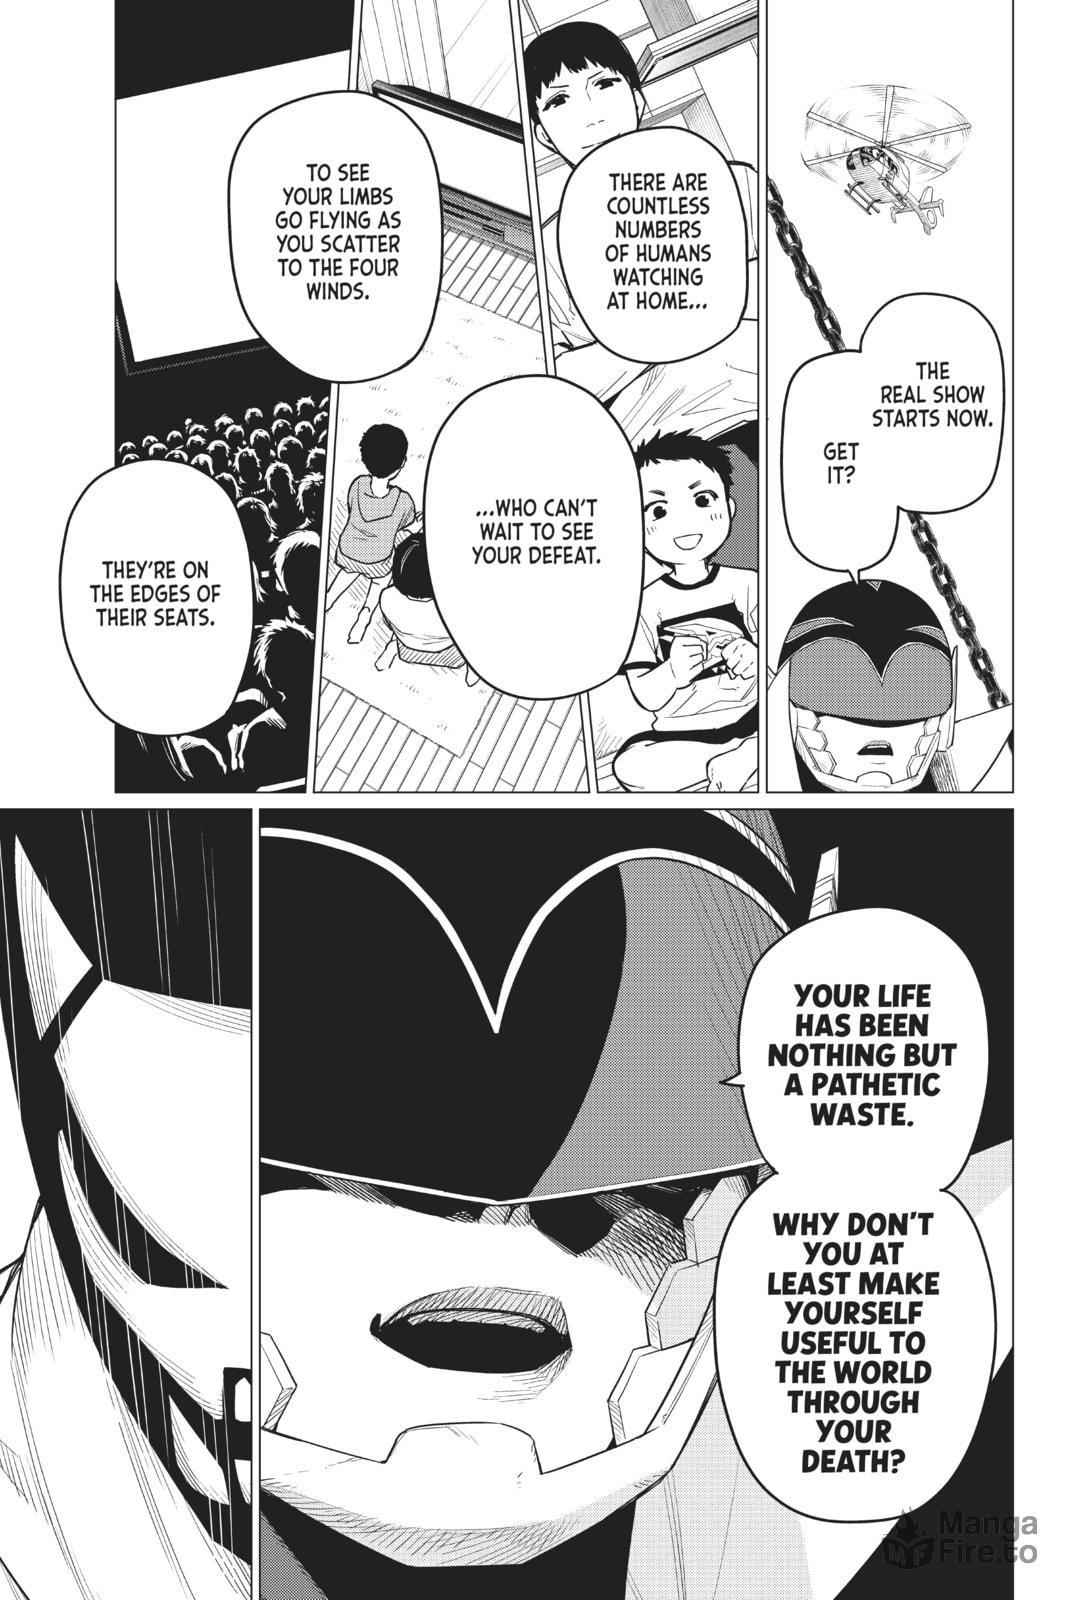 THE
REAL SHOW
STARTS NOW.
GET
IT?
THERE ARE
COUNTLESS
NUMBERS
OF HUMANS
WATCHING
AT HOME...
...WHO CAN'T
WAIT TO SEE
YOUR DEFEAT.
TO SEE
YOUR LIMBS
GO FLYING AS
YOU SCATTER
TO THE FOUR
WINDS.
THEY'RE ON
THE EDGES OF
THEIR SEATS.
YOUR LIFE
HAS BEEN
NOTHING BUT
A PATHETIC
WASTE.
WHY DON'T
YOU AT
LEAST MAKE
YOURSELF
USEFUL TO
THE WORLD
THROUGH
YOUR
DEATH?
MF
Manga
Fire.to